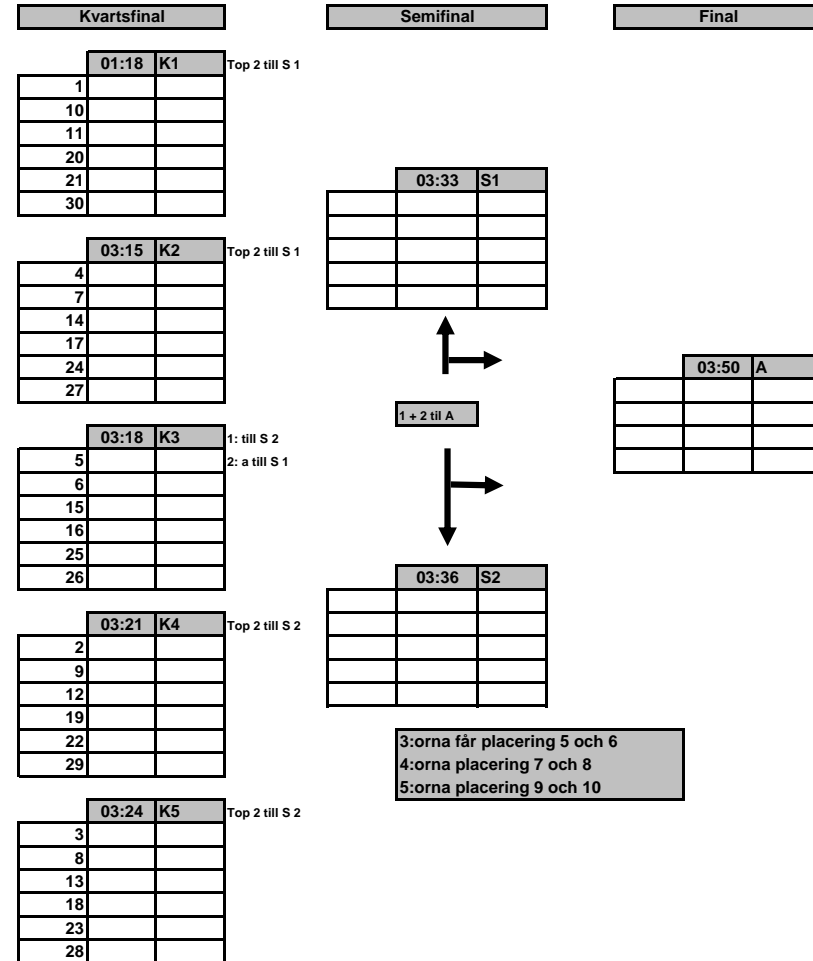 Kvartsfinal
Semifinal
Final
01:18 K1 Top 2 till S 1
1
10
11
20
21
30
03:15 K2 Top 2 till S 1
4
7
14
17
24
27
03:18 K3 1: till S 2
5 2: a till S 1
6
15
16
25
26
03:21 K4 Top 2 till S 2
2
9
12
19
22
29
03:24 K5 Top 2 till S 2
3
8
13
18
23
28
03:33 S1
1 + 2 til A
03:36 S2
3:orna får placering 5 och 6
4:orna placering 7 och 8
5:orna placering 9 och 10
03:50 A